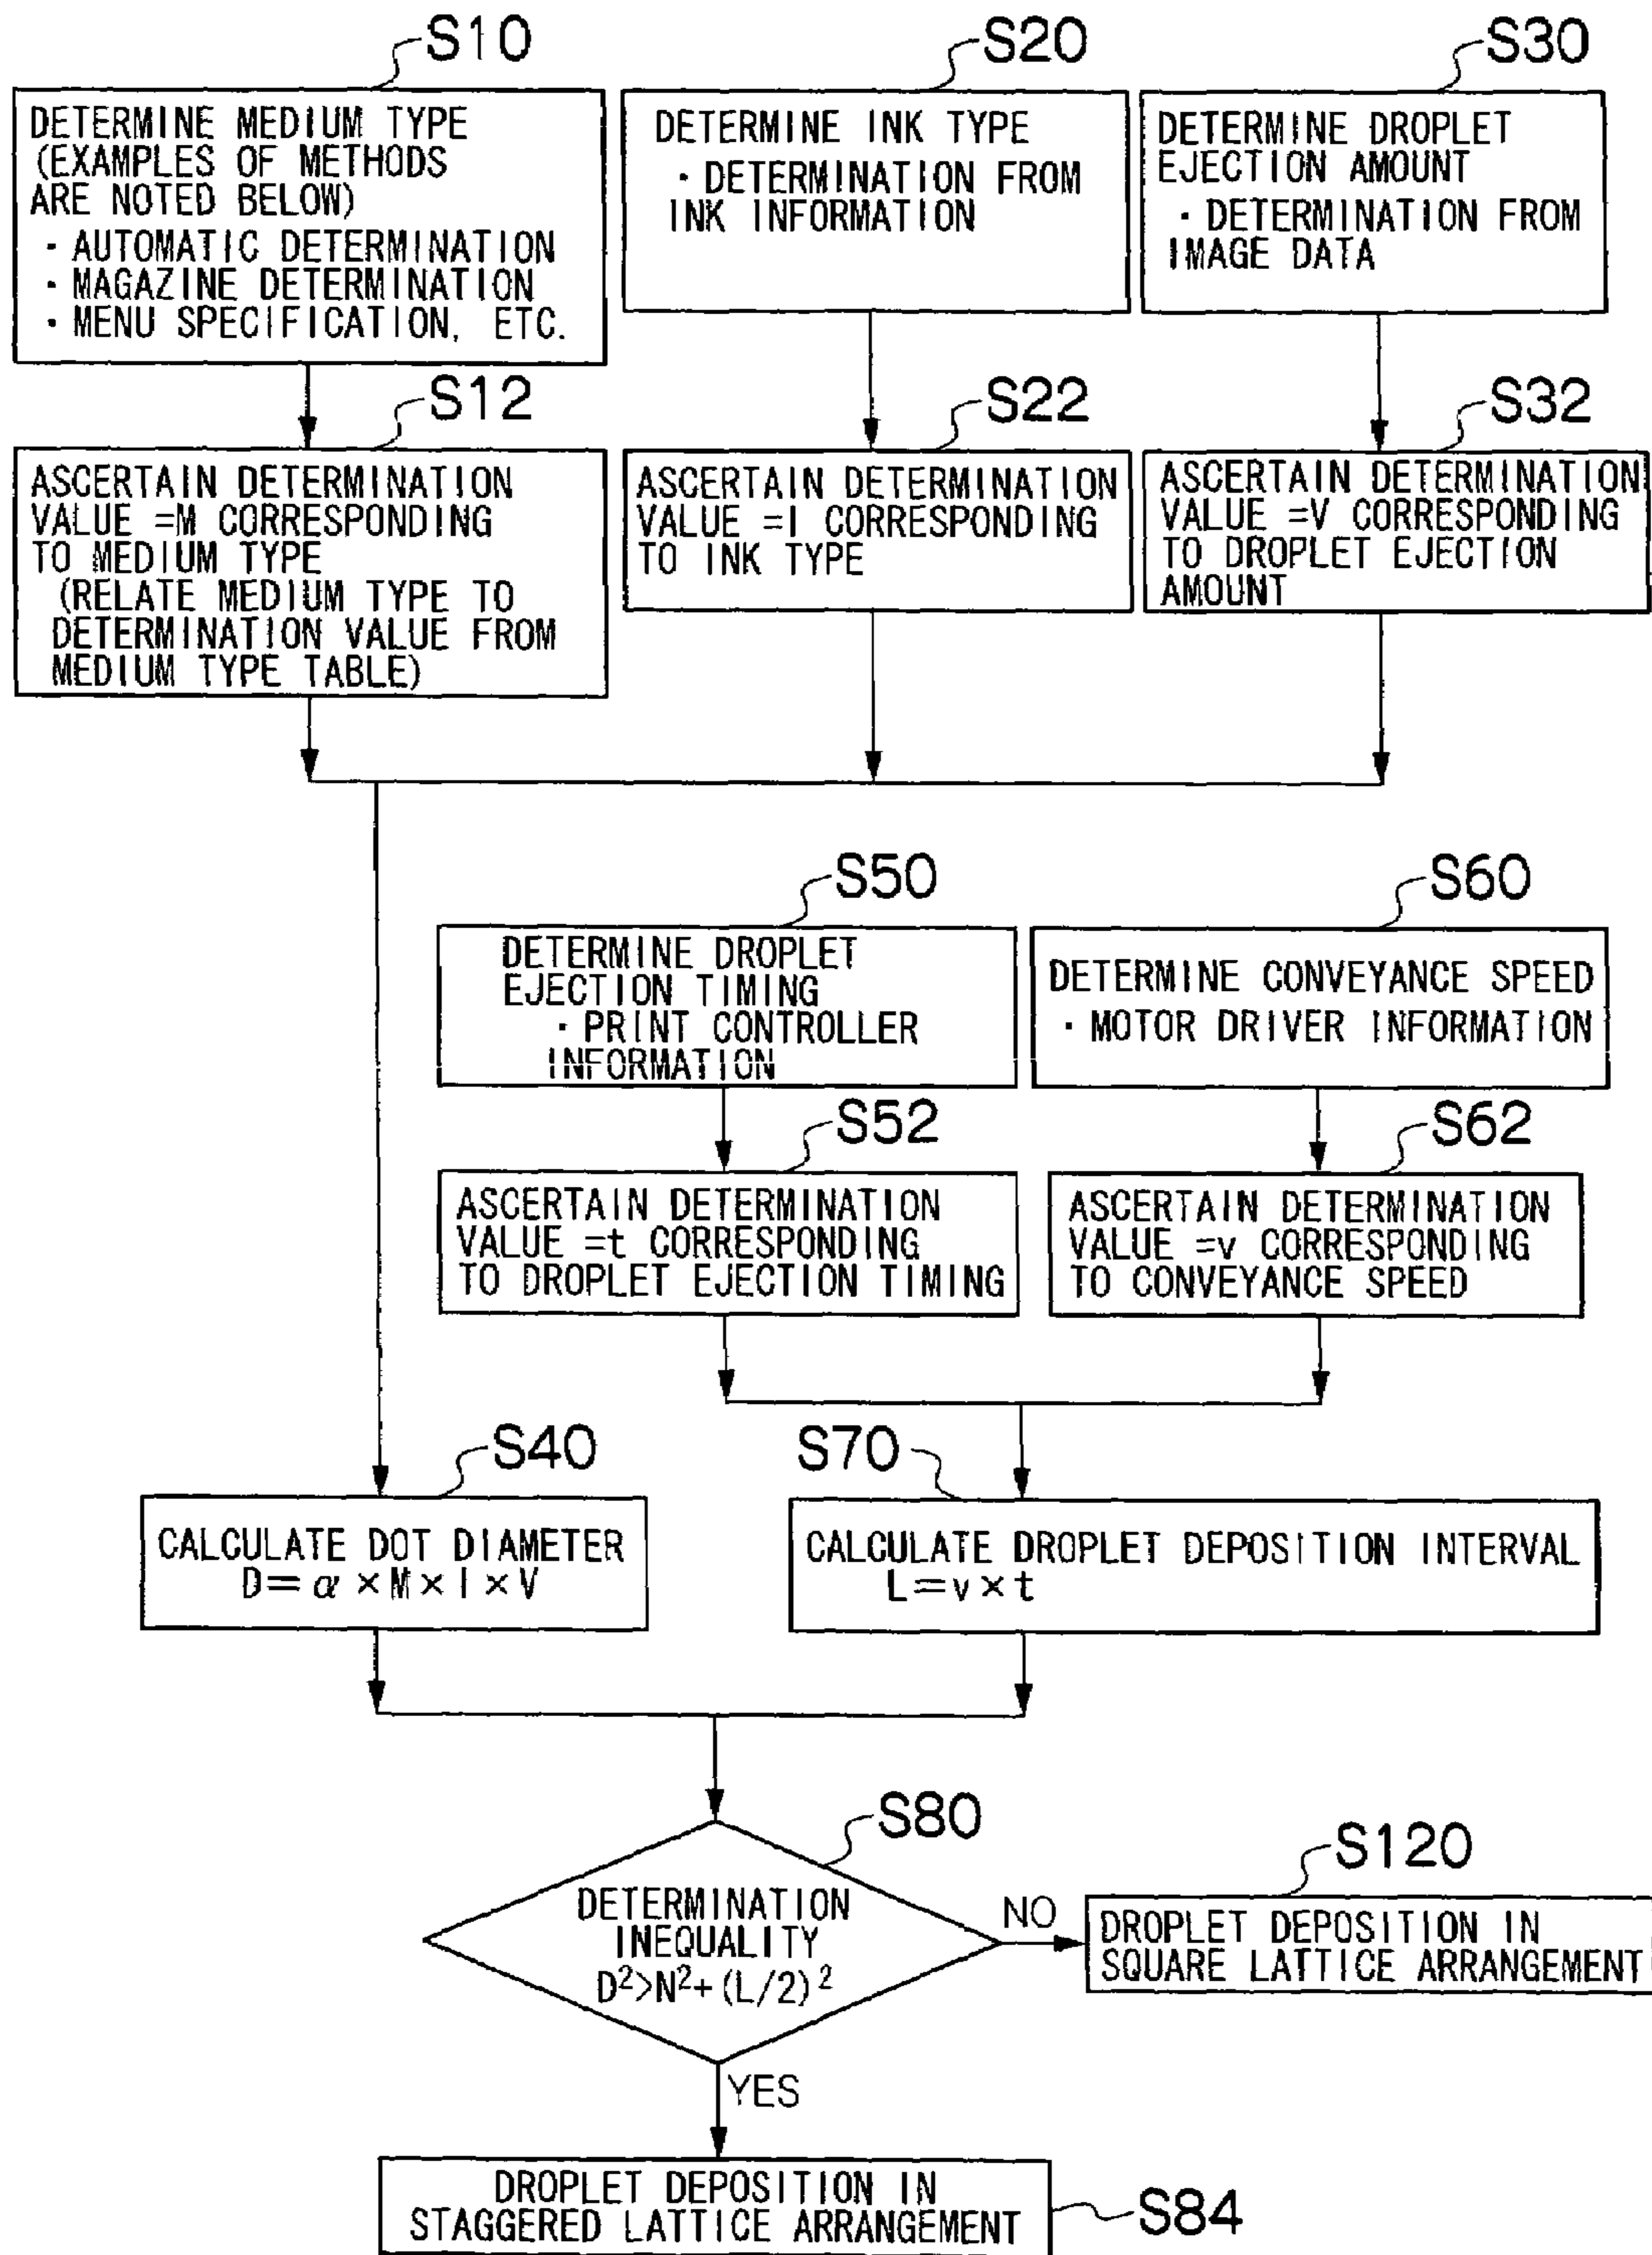 S10
DETERMINE MEDIUM TYPE
(EXAMPLES OF METHODS
ARE NOTED BELOW)
· AUTOMATIC DETERMINATION
· MAGAZINE DETERMINATION
· MENU SPECIFICATION, ETC.
S20
DETERMINE INK TYPE
· DETERMINATION FROM
INK INFORMATION
S30
DETERMINE DROPLET
EJECTION AMOUNT
· DETERMINATION FROM
IMAGE DATA
S12
ASCERTAIN DETERMINATION
VALUE =M CORRESPONDING
TO MEDIUM TYPE
(RELATE MEDIUM TYPE TO
DETERMINATION VALUE FROM
MEDIUM TYPE TABLE)
S22
ASCERTAIN DETERMINATION
VALUE =I CORRESPONDING
TO INK TYPE
S32
ASCERTAIN DETERMINATION
VALUE =V CORRESPONDING
TO DROPLET EJECTION
AMOUNT
S50
DETERMINE DROPLET
EJECTION TIMING
· PRINT CONTROLLER
INFORMATION
S60
DETERMINE CONVEYANCE SPEED
· MOTOR DRIVER INFORMATION
S52
ASCERTAIN DETERMINATION
VALUE =t CORRESPONDING
TO DROPLET EJECTION TIMING
S62
ASCERTAIN DETERMINATION
VALUE =v CORRESPONDING
TO CONVEYANCE SPEED
S40
CALCULATE DOT DIAMETER
D=α×M×I×V
S70
CALCULATE DROPLET DEPOSITION INTERVAL
L=v×t
S80
DETERMINATION
INEQUALITY
D²>N²+(L/2)²
NO
S120
DROPLET DEPOSITION IN
SQUARE LATTICE ARRANGEMENT
YES
DROPLET DEPOSITION IN
STAGGERED LATTICE ARRANGEMENT
S84